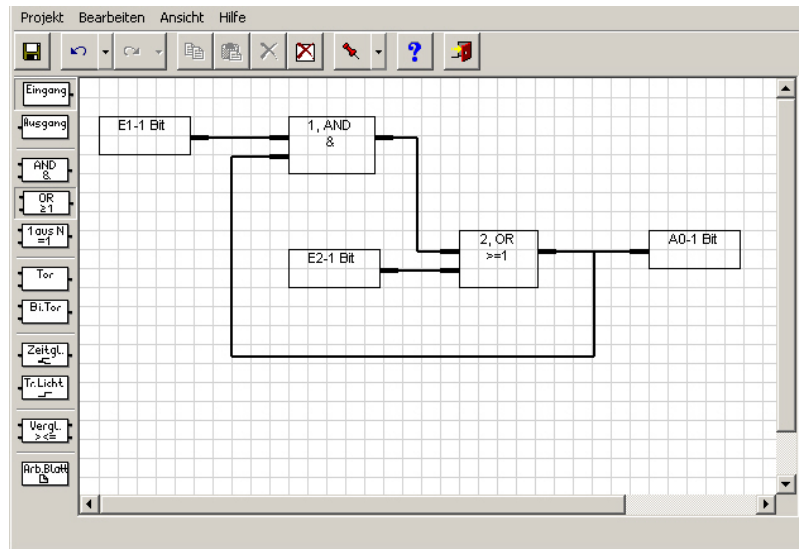 Projekt Bearbeiten Ansicht Hilfe
?
Eingang
Ausgang
AND
&
OR
≥1
1 aus N
=1
Tor
Bi.Tor
Zeitgl.
Tr.Licht
Vergl.
><=
Arb.Blatt
E1-1 Bit
1, AND
&
E2-1 Bit
2, OR
>=1
A0-1 Bit